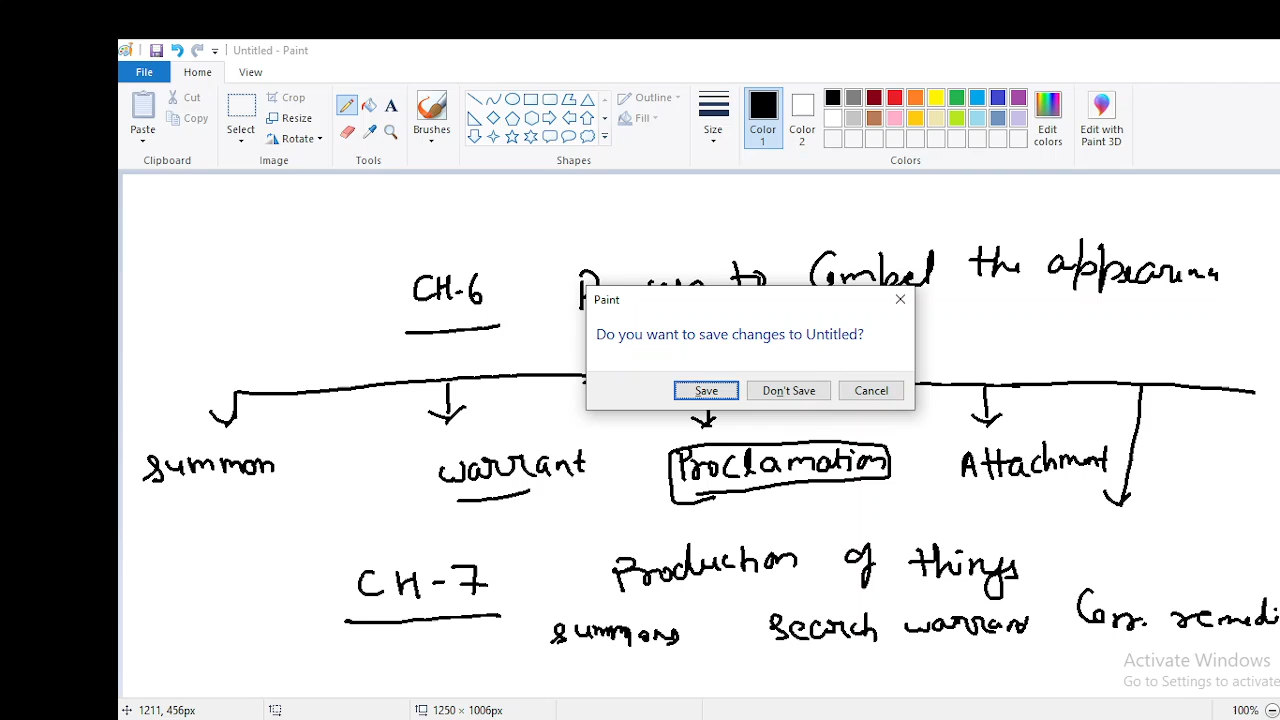 Untitled - Paint
File Home View
Cut Crop Outline
Copy Resize Fill
Paste Select Rotate Brushes Size Color 1 Color 2 Edit colors Edit with Paint 3D
Clipboard Image Tools Shapes Colors
CH-6 to the
Paint
Do you want to save changes to Untitled?
Save Don't Save Cancel
summon warrant Proclamation Attachment
CH-7 Production of things
summons search warrant
Activate Windows
Go to Settings to activate
1211, 456px 1250 × 1006px 100%